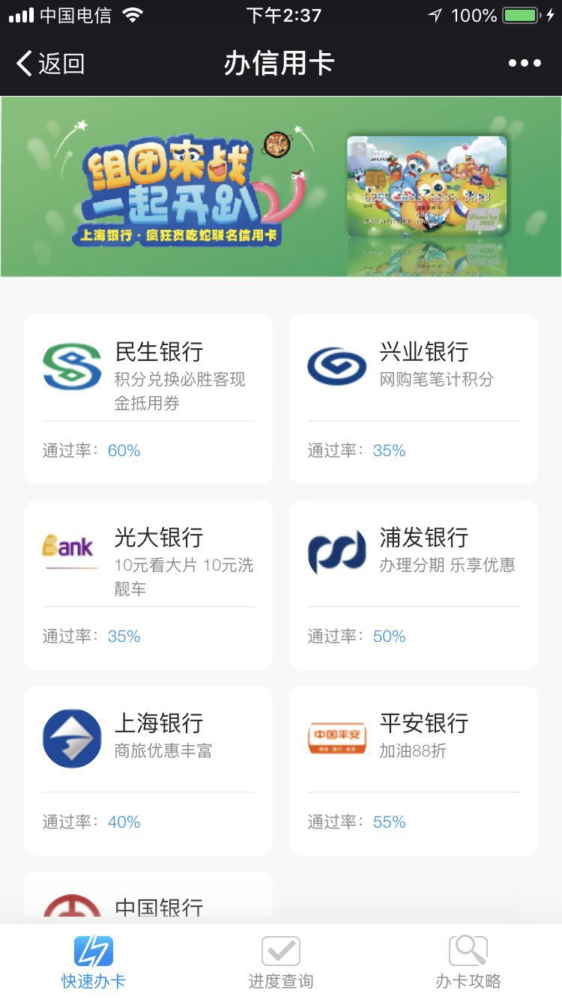 中国电信
下午2:37
100%
返回
办信用卡
组团来战
一起开趴
上海银行·疯狂贪吃蛇联名信用卡
UnionPay
民生银行
积分兑换必胜客现
金抵用券
通过率：60%
兴业银行
网购笔笔计积分
通过率：35%
Bank
光大银行
10元看大片 10元洗
靓车
通过率：35%
浦发银行
办理分期 乐享优惠
通过率：50%
上海银行
商旅优惠丰富
通过率：40%
中国平安
平安银行
加油88折
通过率：55%
中国银行
快速办卡
进度查询
办卡攻略